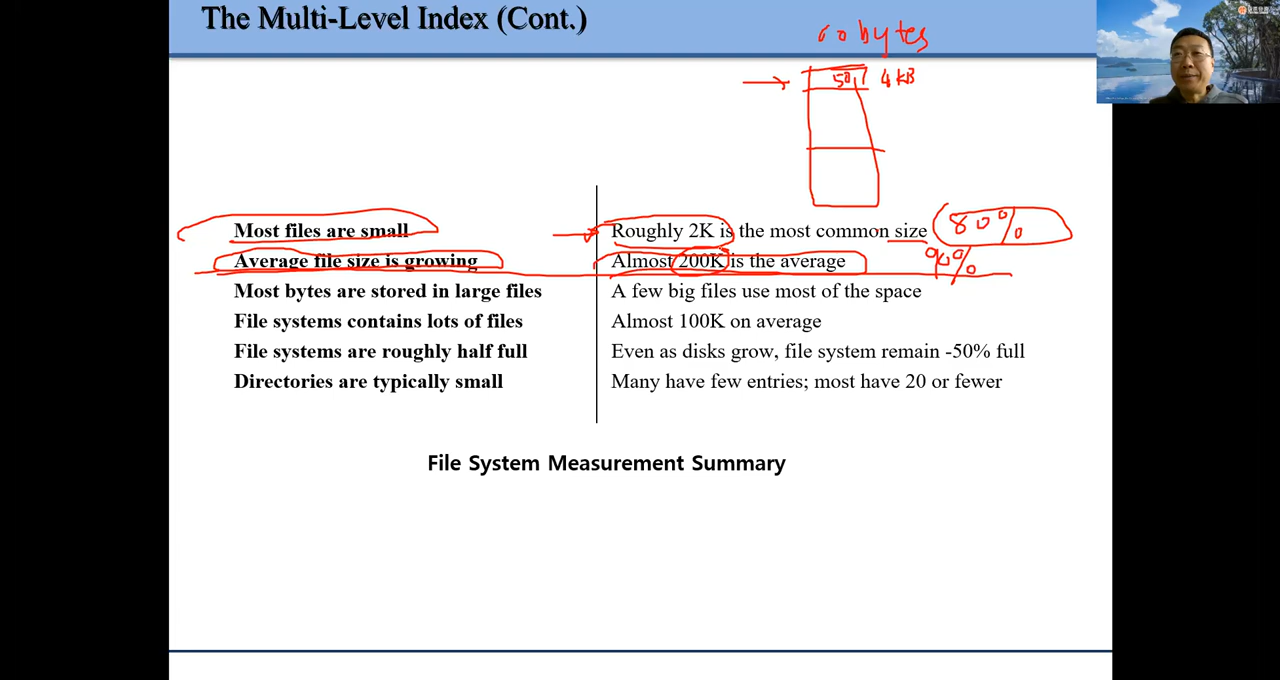 The Multi-Level Index (Cont.)
bytes
50, 4 KB
Most files are small Roughly 2K is the most common size 80%
Average file size is growing Almost 200K is the average
Most bytes are stored in large files A few big files use most of the space
File systems contains lots of files Almost 100K on average
File systems are roughly half full Even as disks grow, file system remain -50% full
Directories are typically small Many have few entries; most have 20 or fewer
File System Measurement Summary